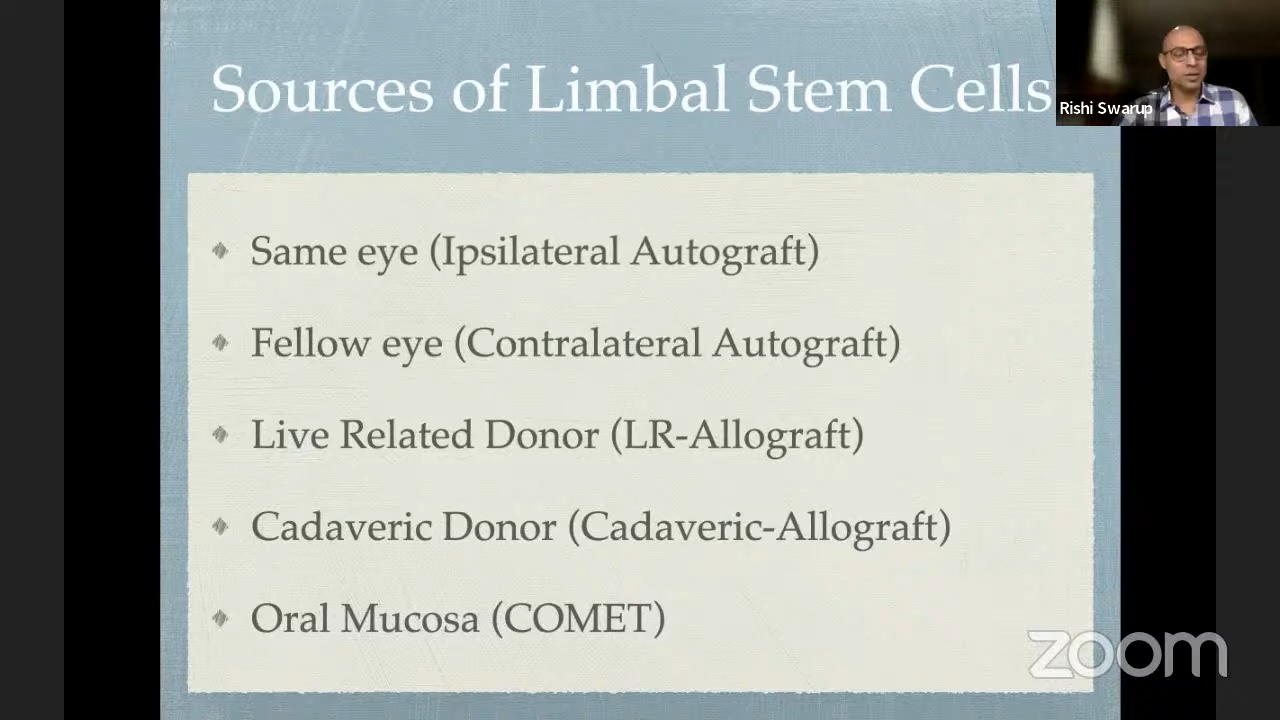 Sources of Limbal Stem Cells
Rishi Swarup
Same eye (Ipsilateral Autograft)
Fellow eye (Contralateral Autograft)
Live Related Donor (LR-Allograft)
Cadaveric Donor (Cadaveric-Allograft)
Oral Mucosa (COMET)
zoom